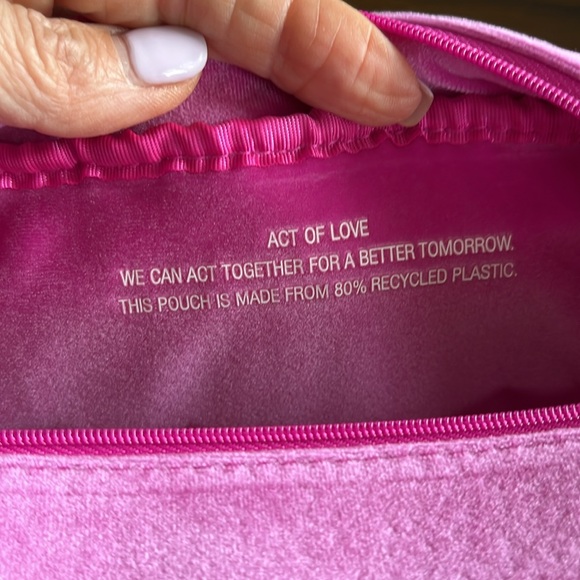 ACT OF LOVE
WE CAN ACT TOGETHER FOR A BETTER TOMORROW.
THIS POUCH IS MADE FROM 80% RECYCLED PLASTIC.